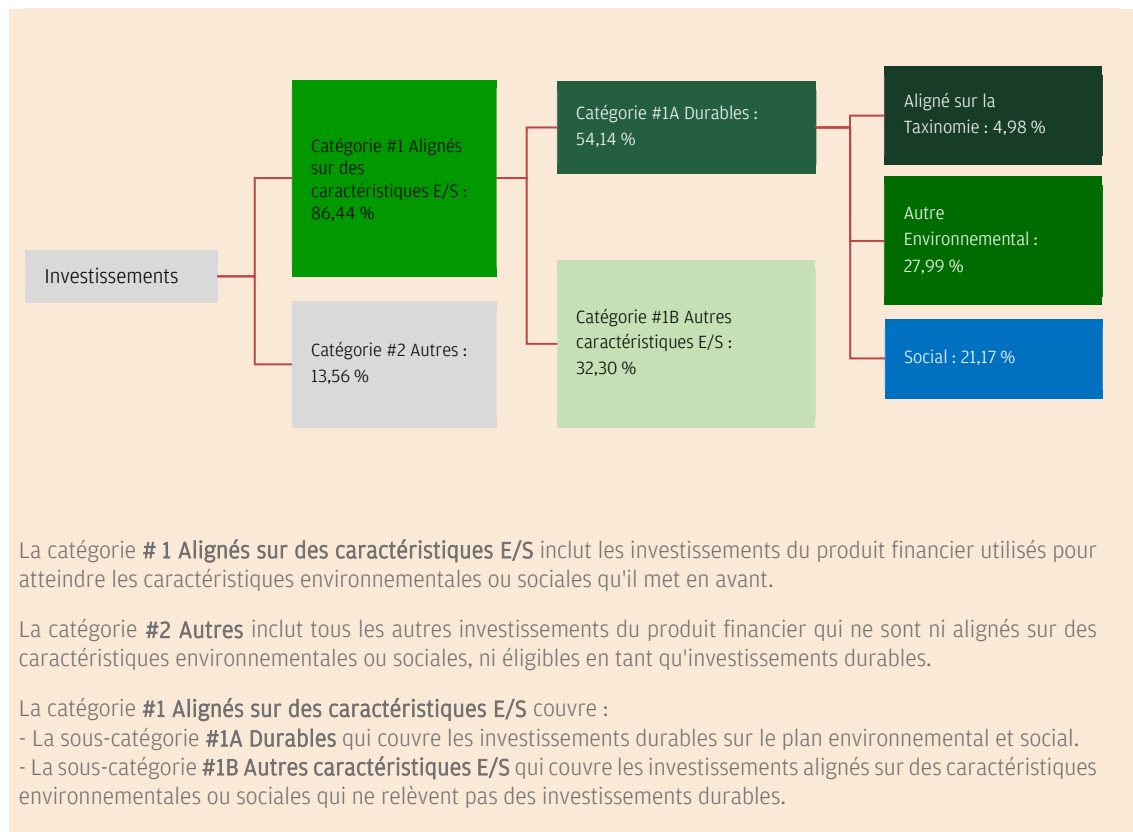 Investissements
Catégorie #1 Alignés
sur des
caractéristiques E/S :
86,44 %
Catégorie #2 Autres :
13,56 %
Catégorie #1A Durables :
54,14 %
Catégorie #1B Autres
caractéristiques E/S :
32,30 %
Aligné sur la
Taxinomie : 4,98 %
Autre
Environnemental :
27,99 %
Social : 21,17 %
La catégorie # 1 Alignés sur des caractéristiques E/S inclut les investissements du produit financier utilisés pour
atteindre les caractéristiques environnementales ou sociales qu'il met en avant.
La catégorie #2 Autres inclut tous les autres investissements du produit financier qui ne sont ni alignés sur des
caractéristiques environnementales ou sociales, ni éligibles en tant qu'investissements durables.
La catégorie #1 Alignés sur des caractéristiques E/S couvre :
- La sous-catégorie #1A Durables qui couvre les investissements durables sur le plan environnemental et social.
- La sous-catégorie #1B Autres caractéristiques E/S qui couvre les investissements alignés sur des caractéristiques
environnementales ou sociales qui ne relèvent pas des investissements durables.